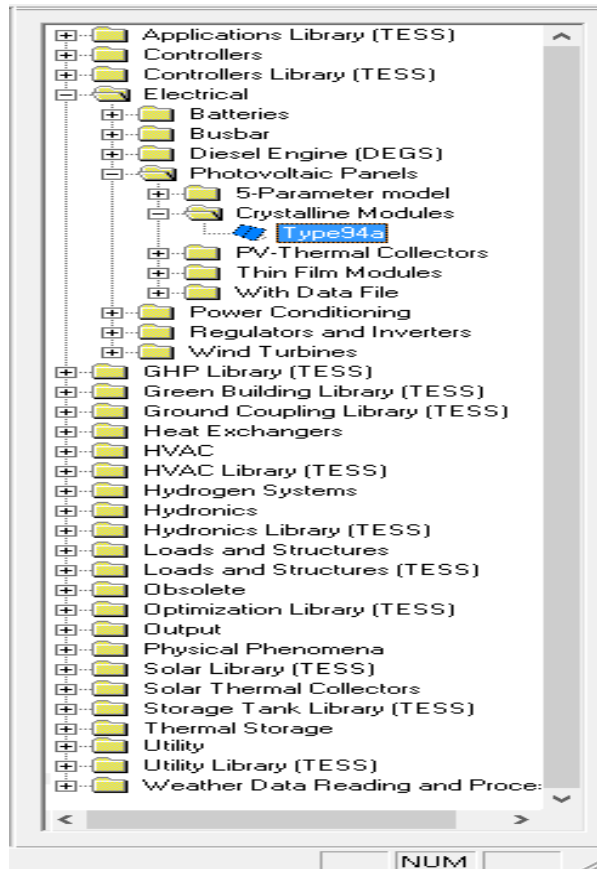 Applications Library (TESS)
Controllers
Controllers Library (TESS)
Electrical
Batteries
Busbar
Diesel Engine (DEGS)
Photovoltaic Panels
5-Parameter model
Crystalline Modules
Type94a
PV-Thermal Collectors
Thin Film Modules
With Data File
Power Conditioning
Regulators and Inverters
Wind Turbines
GHP Library (TESS)
Green Building Library (TESS)
Ground Coupling Library (TESS)
Heat Exchangers
HVAC
HVAC Library (TESS)
Hydrogen Systems
Hydronics
Hydronics Library (TESS)
Loads and Structures
Loads and Structures (TESS)
Obsolete
Optimization Library (TESS)
Output
Physical Phenomena
Solar Library (TESS)
Solar Thermal Collectors
Storage Tank Library (TESS)
Thermal Storage
Utility
Utility Library (TESS)
Weather Data Reading and Proce
NUM